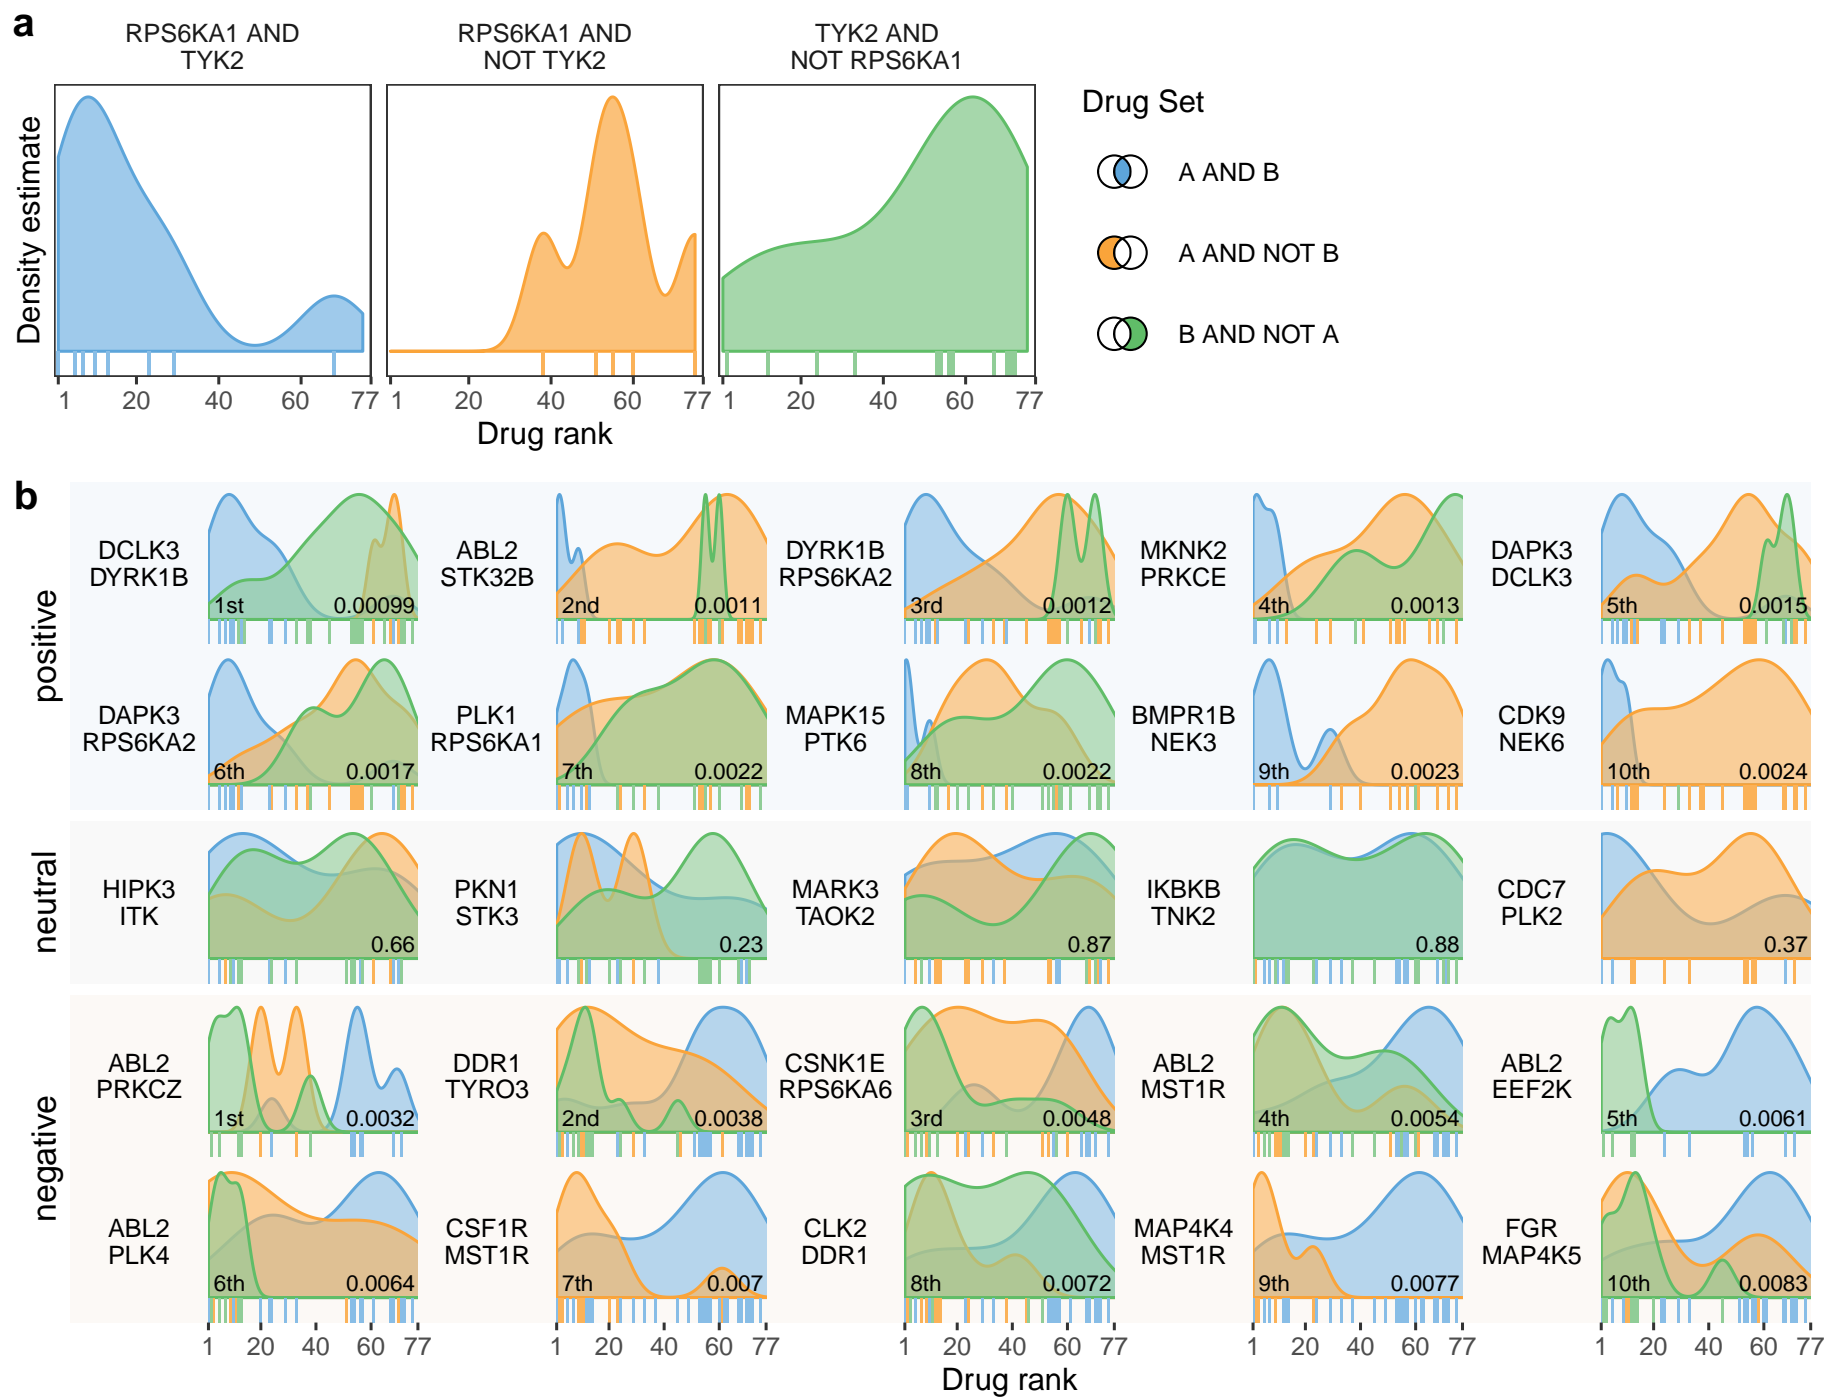 a
RPS6KA1 AND
TYK2
RPS6KA1 AND
NOT TYK2
TYK2 AND
NOT RPS6KA1
Density estimate
1 20 40 60 77
1 20 40 60 77
1 20 40 60 77
Drug rank
Drug Set
A AND B
A AND NOT B
B AND NOT A
b
positive
DCLK3
DYRK1B
1st 0.00099
ABL2
STK32B
2nd 0.0011
DYRK1B
RPS6KA2
3rd 0.0012
MKNK2
PRKCE
4th 0.0013
DAPK3
DCLK3
5th 0.0015
DAPK3
RPS6KA2
6th 0.0017
PLK1
RPS6KA1
7th 0.0022
MAPK15
PTK6
8th 0.0022
BMPR1B
NEK3
9th 0.0023
CDK9
NEK6
10th 0.0024
neutral
HIPK3
ITK
0.66
PKN1
STK3
0.23
MARK3
TAOK2
0.87
IKBKB
TNK2
0.88
CDC7
PLK2
0.37
negative
ABL2
PRKCZ
1st 0.0032
DDR1
TYRO3
2nd 0.0038
CSNK1E
RPS6KA6
3rd 0.0048
ABL2
MST1R
4th 0.0054
ABL2
EEF2K
5th 0.0061
ABL2
PLK4
6th 0.0064
CSF1R
MST1R
7th 0.007
CLK2
DDR1
8th 0.0072
MAP4K4
MST1R
9th 0.0077
FGR
MAP4K5
10th 0.0083
1 20 40 60 77
1 20 40 60 77
1 20 40 60 77
1 20 40 60 77
1 20 40 60 77
Drug rank